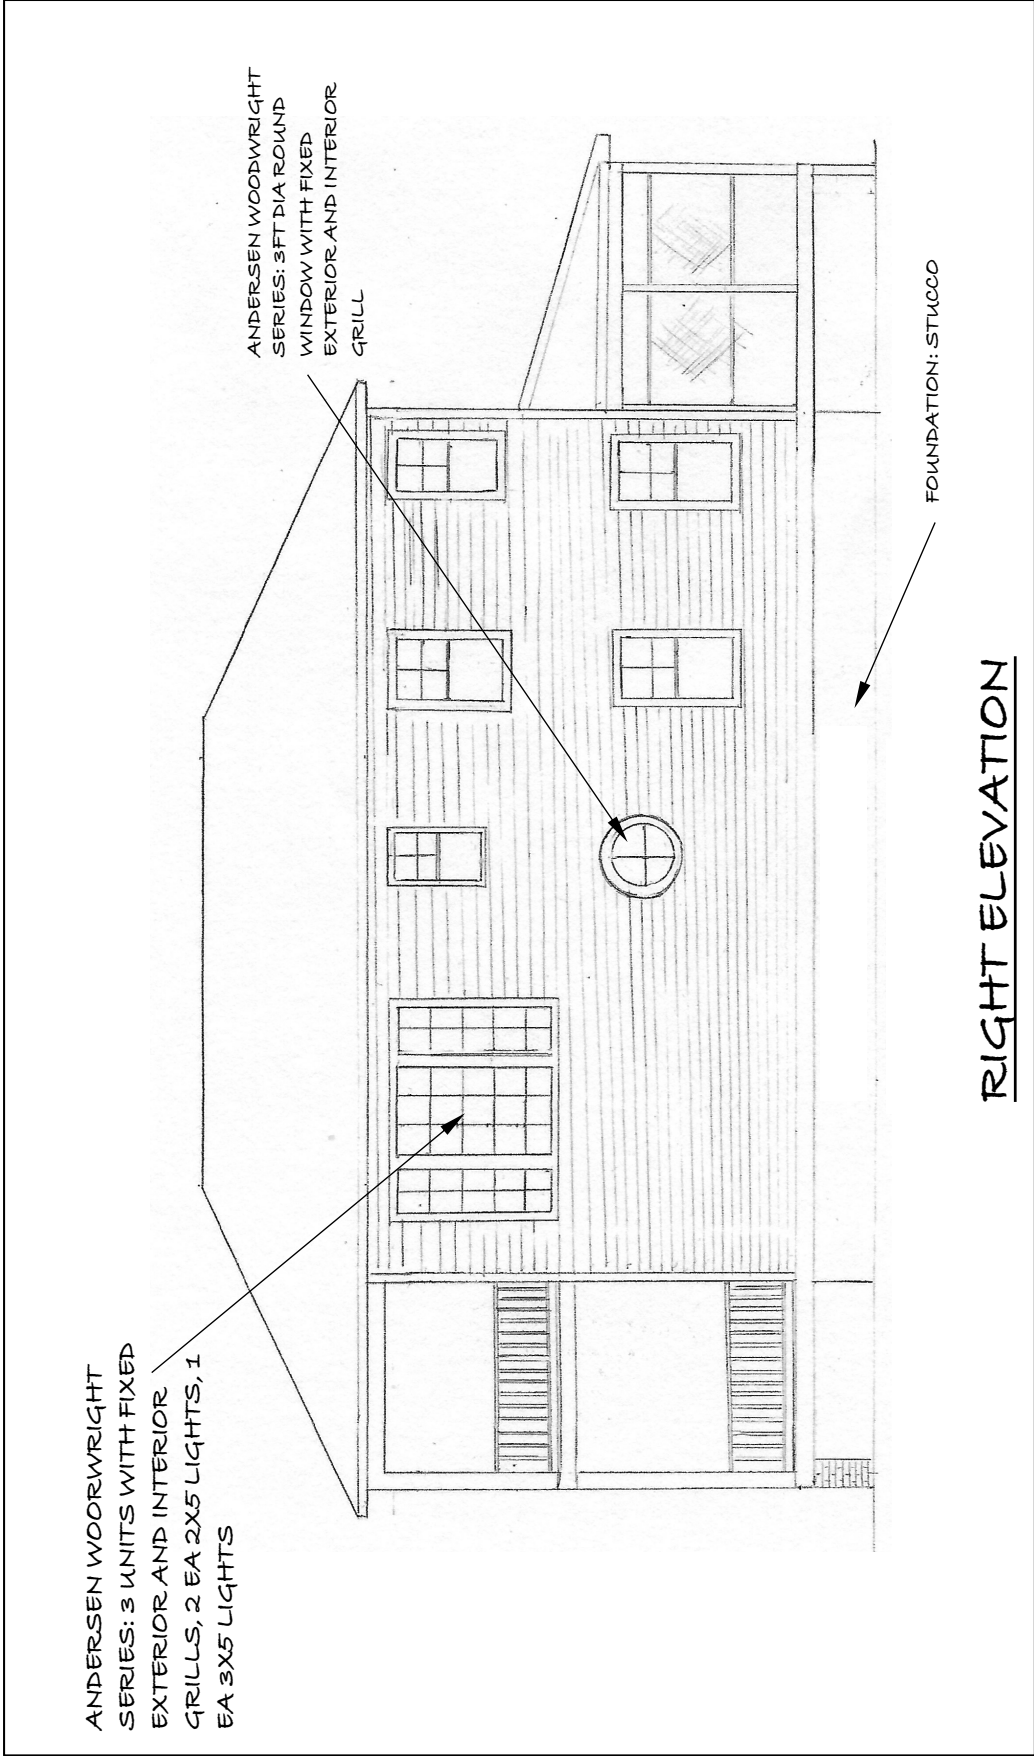 ANDERSEN WOORWRIGHT
SERIES: 3 UNITS WITH FIXED
EXTERIOR AND INTERIOR
GRILLS, 2 EA 2X5 LIGHTS, 1
EA 3X5 LIGHTS
ANDERSEN WOODWRIGHT
SERIES: 3FT DIA ROUND
WINDOW WITH FIXED
EXTERIOR AND INTERIOR
GRILL
FOUNDATION: STUCCO
RIGHT ELEVATION